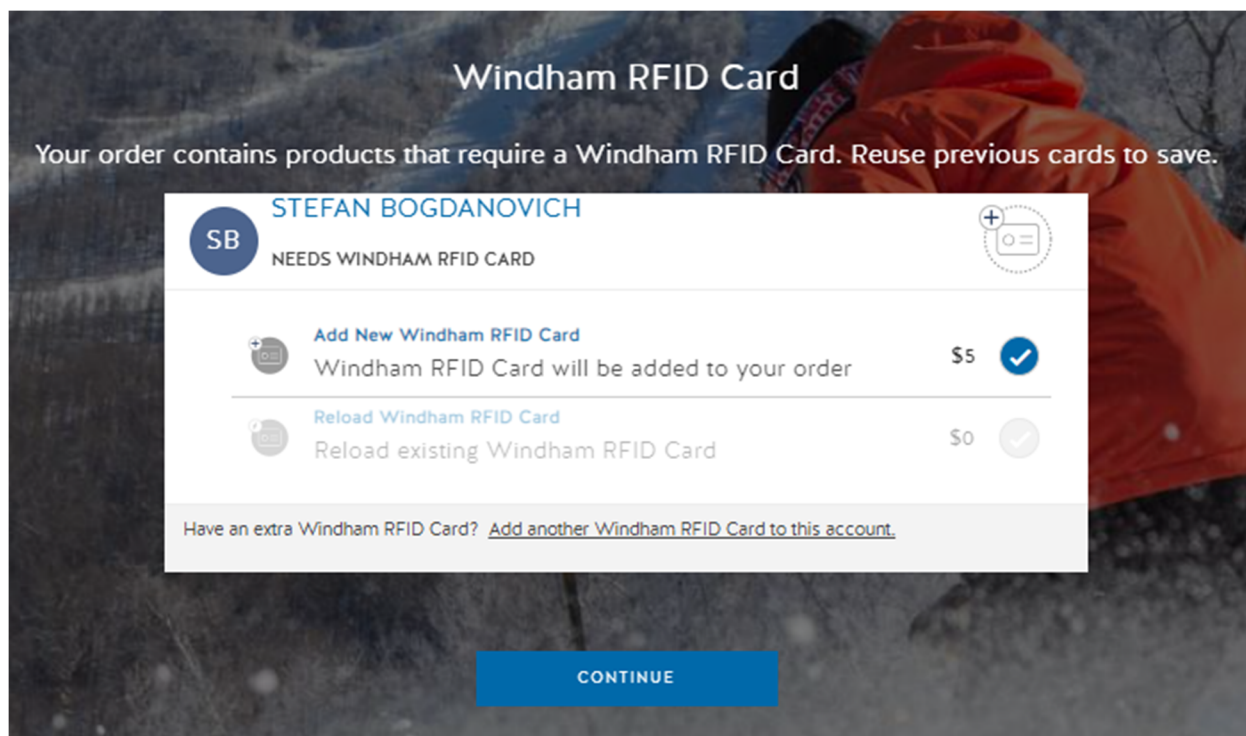 Windham RFID Card
Your order contains products that require a Windham RFID Card. Reuse previous cards to save.
SB
STEFAN BOGDANOVICH
NEEDS WINDHAM RFID CARD
Add New Windham RFID Card
Windham RFID Card will be added to your order
$5
Reload Windham RFID Card
Reload existing Windham RFID Card
$0
Have an extra Windham RFID Card? Add another Windham RFID Card to this account.
CONTINUE